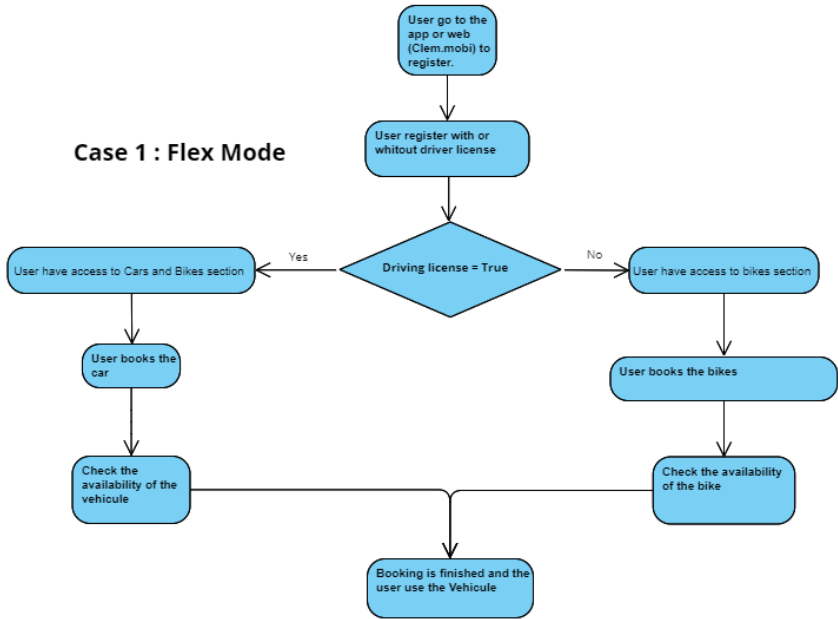 User go to the
app or web
(Clem.mobi) to
register.
Case 1 : Flex Mode
User register with or
whitout driver license
Driving license = True
Yes
No
User have access to Cars and Bikes section
User have access to bikes section
User books the
car
User books the bikes
Check the
availability of the
vehicule
Check the availability
of the bike
Booking is finished and the
user use the Vehicule